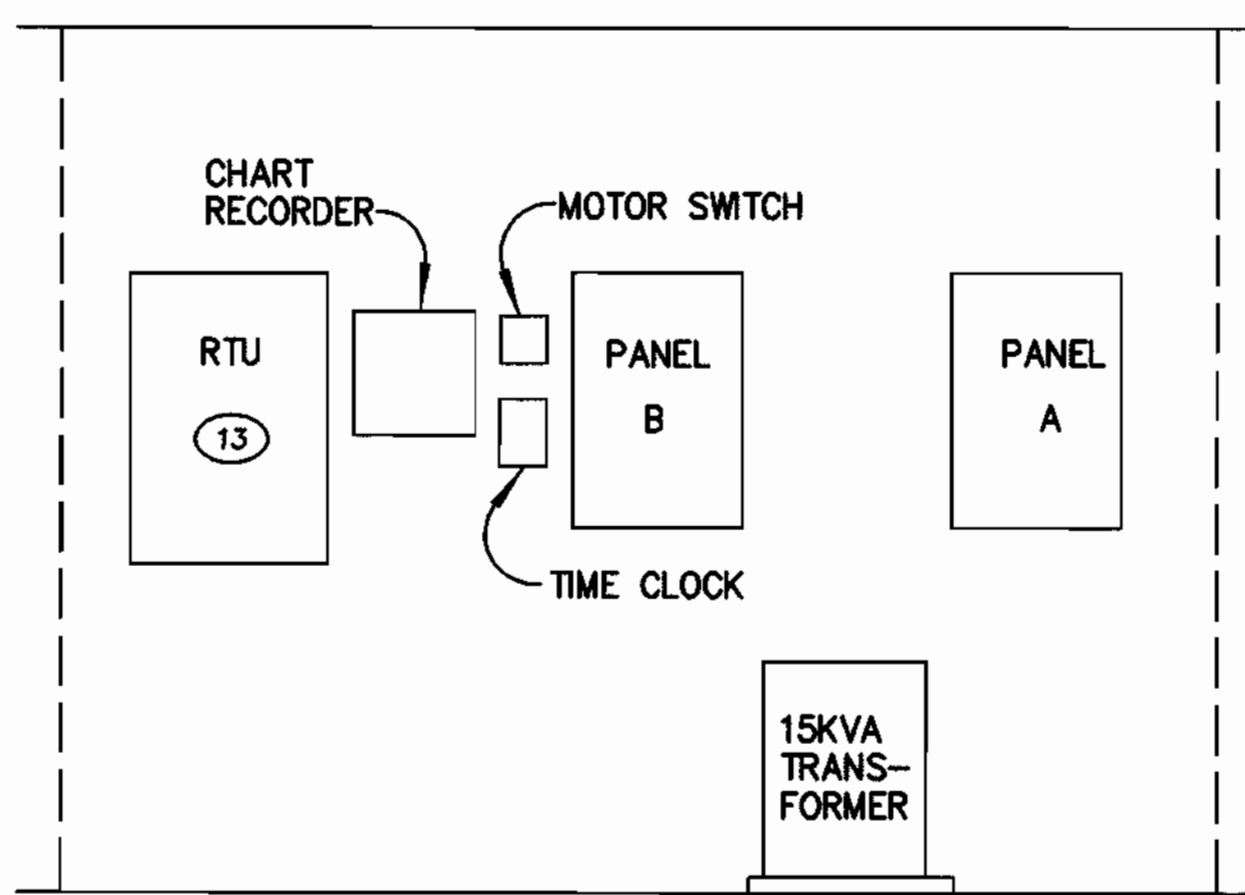 CHART
RECORDER
MOTOR SWITCH
RTU
13
PANEL
B
PANEL
A
TIME CLOCK
15KVA
TRANS-
FORMER